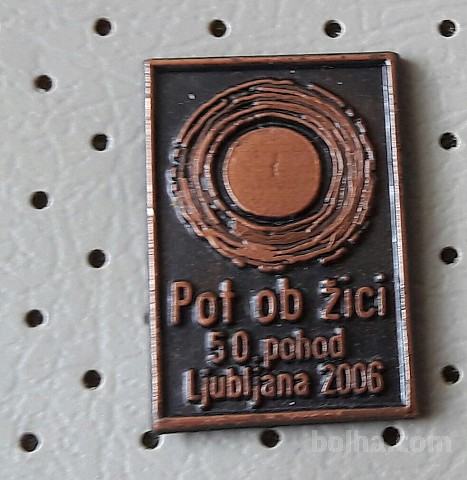 Pot ob žici
50. pohod
Ljubljana 2006
bolha.com